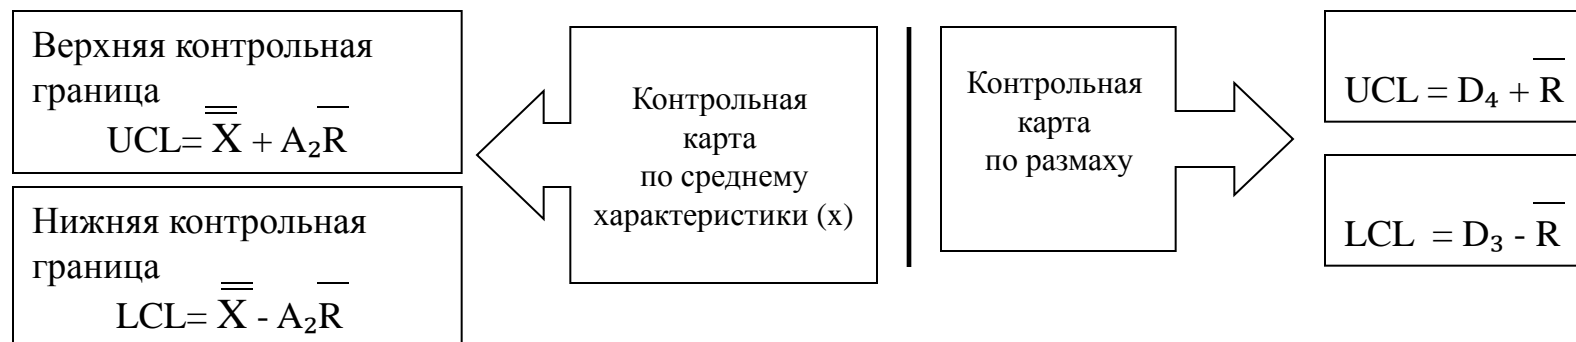 Верхняя контрольная
граница
UCL= X̿ + A₂R̅
Нижняя контрольная
граница
LCL= X̿ - A₂R̅
Контрольная
карта
по среднему
характеристики (х)
Контрольная
карта
по размаху
UCL = D₄ + R̅
LCL = D₃ - R̅